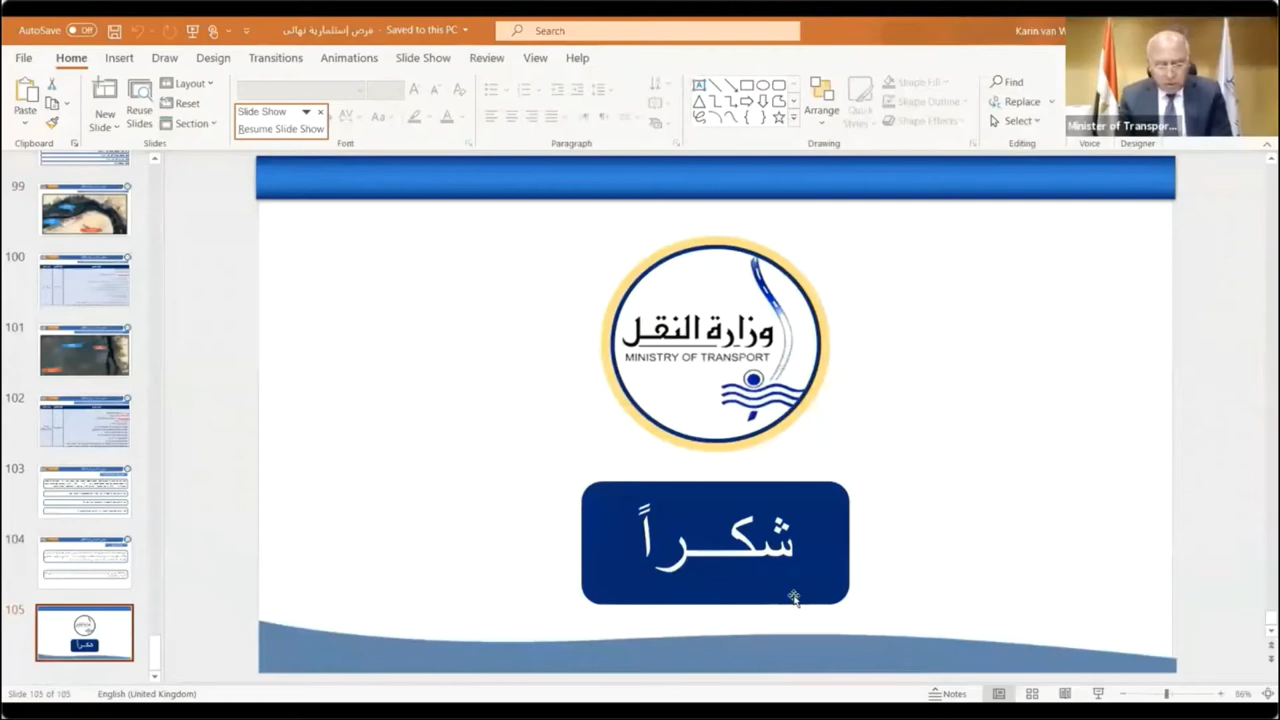 AutoSave Off فرص إستثمارية نهائى - Saved to this PC Search Karin van W
File Home Insert Draw Design Transitions Animations Slide Show Review View Help
Paste
New Slide
Reuse Slides
Layout
Reset
Section
Slide Show
Resume Slide Show
Arrange
Quick Styles
Shape Fill
Shape Outline
Shape Effects
Find
Replace
Select
Minister of Transpor...
Clipboard Slides Font Paragraph Drawing Editing Voice Designer
99
100
101
102
103
104
105
وزارة النقل
MINISTRY OF TRANSPORT
شكراً
Slide 105 of 105 English (United Kingdom) Notes 86%